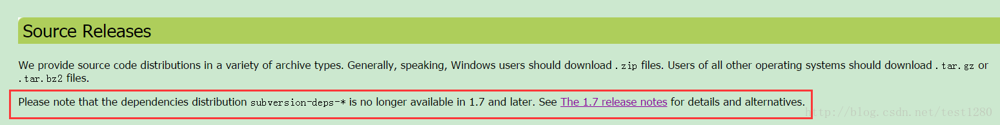 Source Releases
We provide source code distributions in a variety of archive types. Generally, speaking, Windows users should download .zip files. Users of all other operating systems should download .tar.gz or
.tar.bz2 files.
Please note that the dependencies distribution subversion-deps-* is no longer available in 1.7 and later. See The 1.7 release notes for details and alternatives.
http://blog.csdn.net/test1280